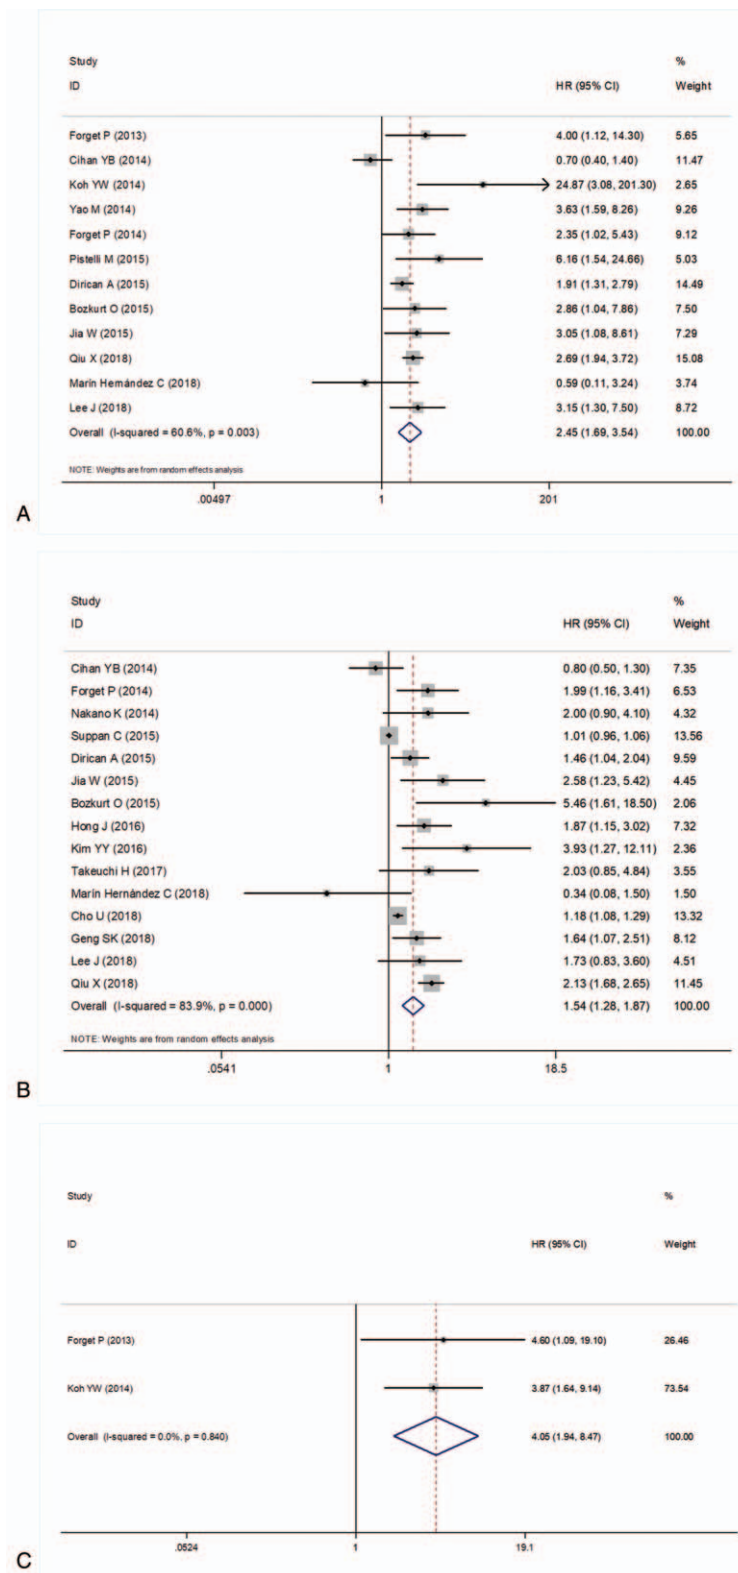 Study %
ID HR (95% CI) Weight
Forget P (2013) 4.00 (1.12, 14.30) 5.65
Cihan YB (2014) 0.70 (0.40, 1.40) 11.47
Koh YW (2014) 24.87 (3.08, 201.30) 2.65
Yao M (2014) 3.63 (1.59, 8.26) 9.26
Forget P (2014) 2.35 (1.02, 5.43) 9.12
Pistelli M (2015) 6.16 (1.54, 24.66) 5.03
Dirican A (2015) 1.91 (1.31, 2.79) 14.49
Bozkurt O (2015) 2.86 (1.04, 7.86) 7.50
Jia W (2015) 3.05 (1.08, 8.61) 7.29
Qiu X (2018) 2.69 (1.94, 3.72) 15.08
Marín Hernández C (2018) 0.59 (0.11, 3.24) 3.74
Lee J (2018) 3.15 (1.30, 7.50) 8.72
Overall (I-squared = 60.6%, p = 0.003) 2.45 (1.69, 3.54) 100.00
NOTE: Weights are from random effects analysis
.00497 1 201
A
Study %
ID HR (95% CI) Weight
Cihan YB (2014) 0.80 (0.50, 1.30) 7.35
Forget P (2014) 1.99 (1.16, 3.41) 6.53
Nakano K (2014) 2.00 (0.90, 4.10) 4.32
Suppan C (2015) 1.01 (0.96, 1.06) 13.56
Dirican A (2015) 1.46 (1.04, 2.04) 9.59
Jia W (2015) 2.58 (1.23, 5.42) 4.45
Bozkurt O (2015) 5.46 (1.61, 18.50) 2.06
Hong J (2016) 1.87 (1.15, 3.02) 7.32
Kim YY (2016) 3.93 (1.27, 12.11) 2.36
Takeuchi H (2017) 2.03 (0.85, 4.84) 3.55
Marín Hernández C (2018) 0.34 (0.08, 1.50) 1.50
Cho U (2018) 1.18 (1.08, 1.29) 13.32
Geng SK (2018) 1.64 (1.07, 2.51) 8.12
Lee J (2018) 1.73 (0.83, 3.60) 4.51
Qiu X (2018) 2.13 (1.68, 2.65) 11.45
Overall (I-squared = 83.9%, p = 0.000) 1.54 (1.28, 1.87) 100.00
NOTE: Weights are from random effects analysis
.0541 1 18.5
B
Study %
ID HR (95% CI) Weight
Forget P (2013) 4.60 (1.09, 19.10) 26.46
Koh YW (2014) 3.87 (1.64, 9.14) 73.54
Overall (I-squared = 0.0%, p = 0.840) 4.05 (1.94, 8.47) 100.00
.0524 1 19.1
C